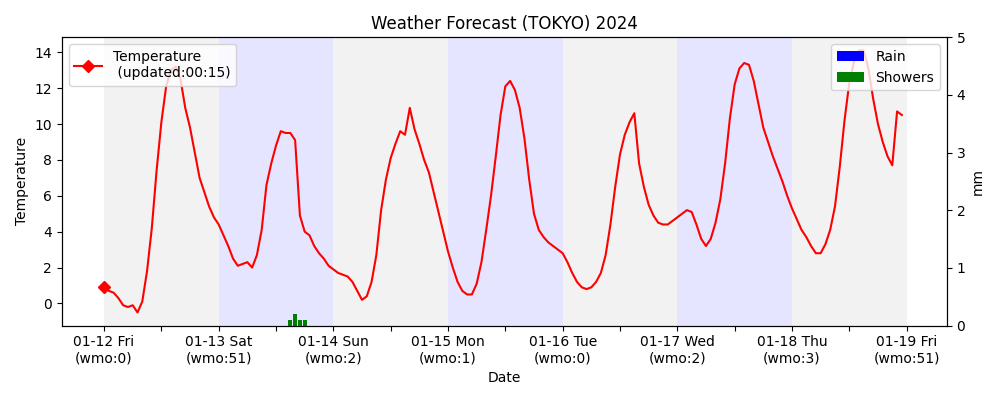 Weather Forecast (TOKYO) 2024
Temperature
(updated:00:15)
Rain
Showers
Temperature
14
12
10
8
6
4
2
0
5
4
3
2
1
0
mm
01-12 Fri
(wmo:0)
01-13 Sat
(wmo:51)
01-14 Sun
(wmo:2)
01-15 Mon
(wmo:1)
01-16 Tue
(wmo:0)
01-17 Wed
(wmo:2)
01-18 Thu
(wmo:3)
01-19 Fri
(wmo:51)
Date